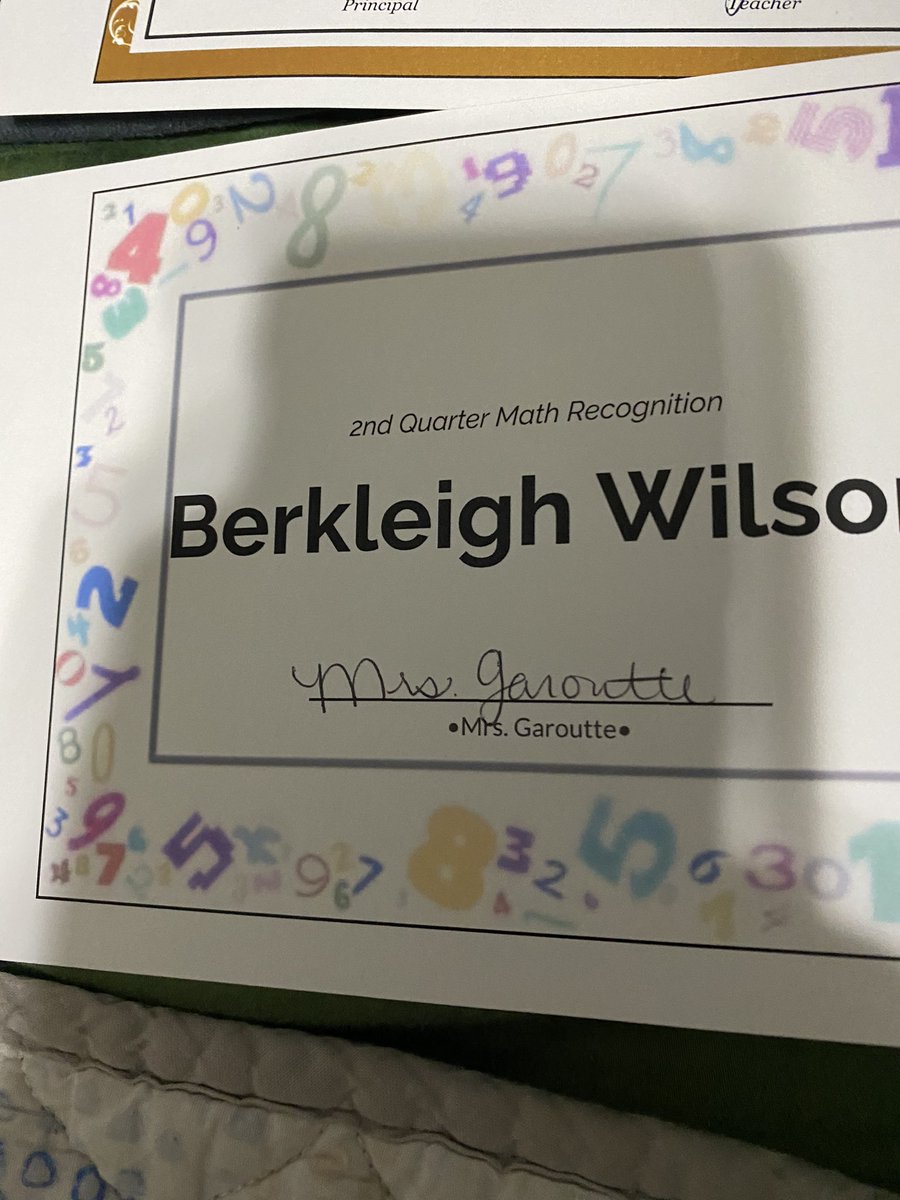 Principal
Teacher
2nd Quarter Math Recognition
Berkleigh Wilso
Mrs. Garoutte
•Mrs. Garoutte•